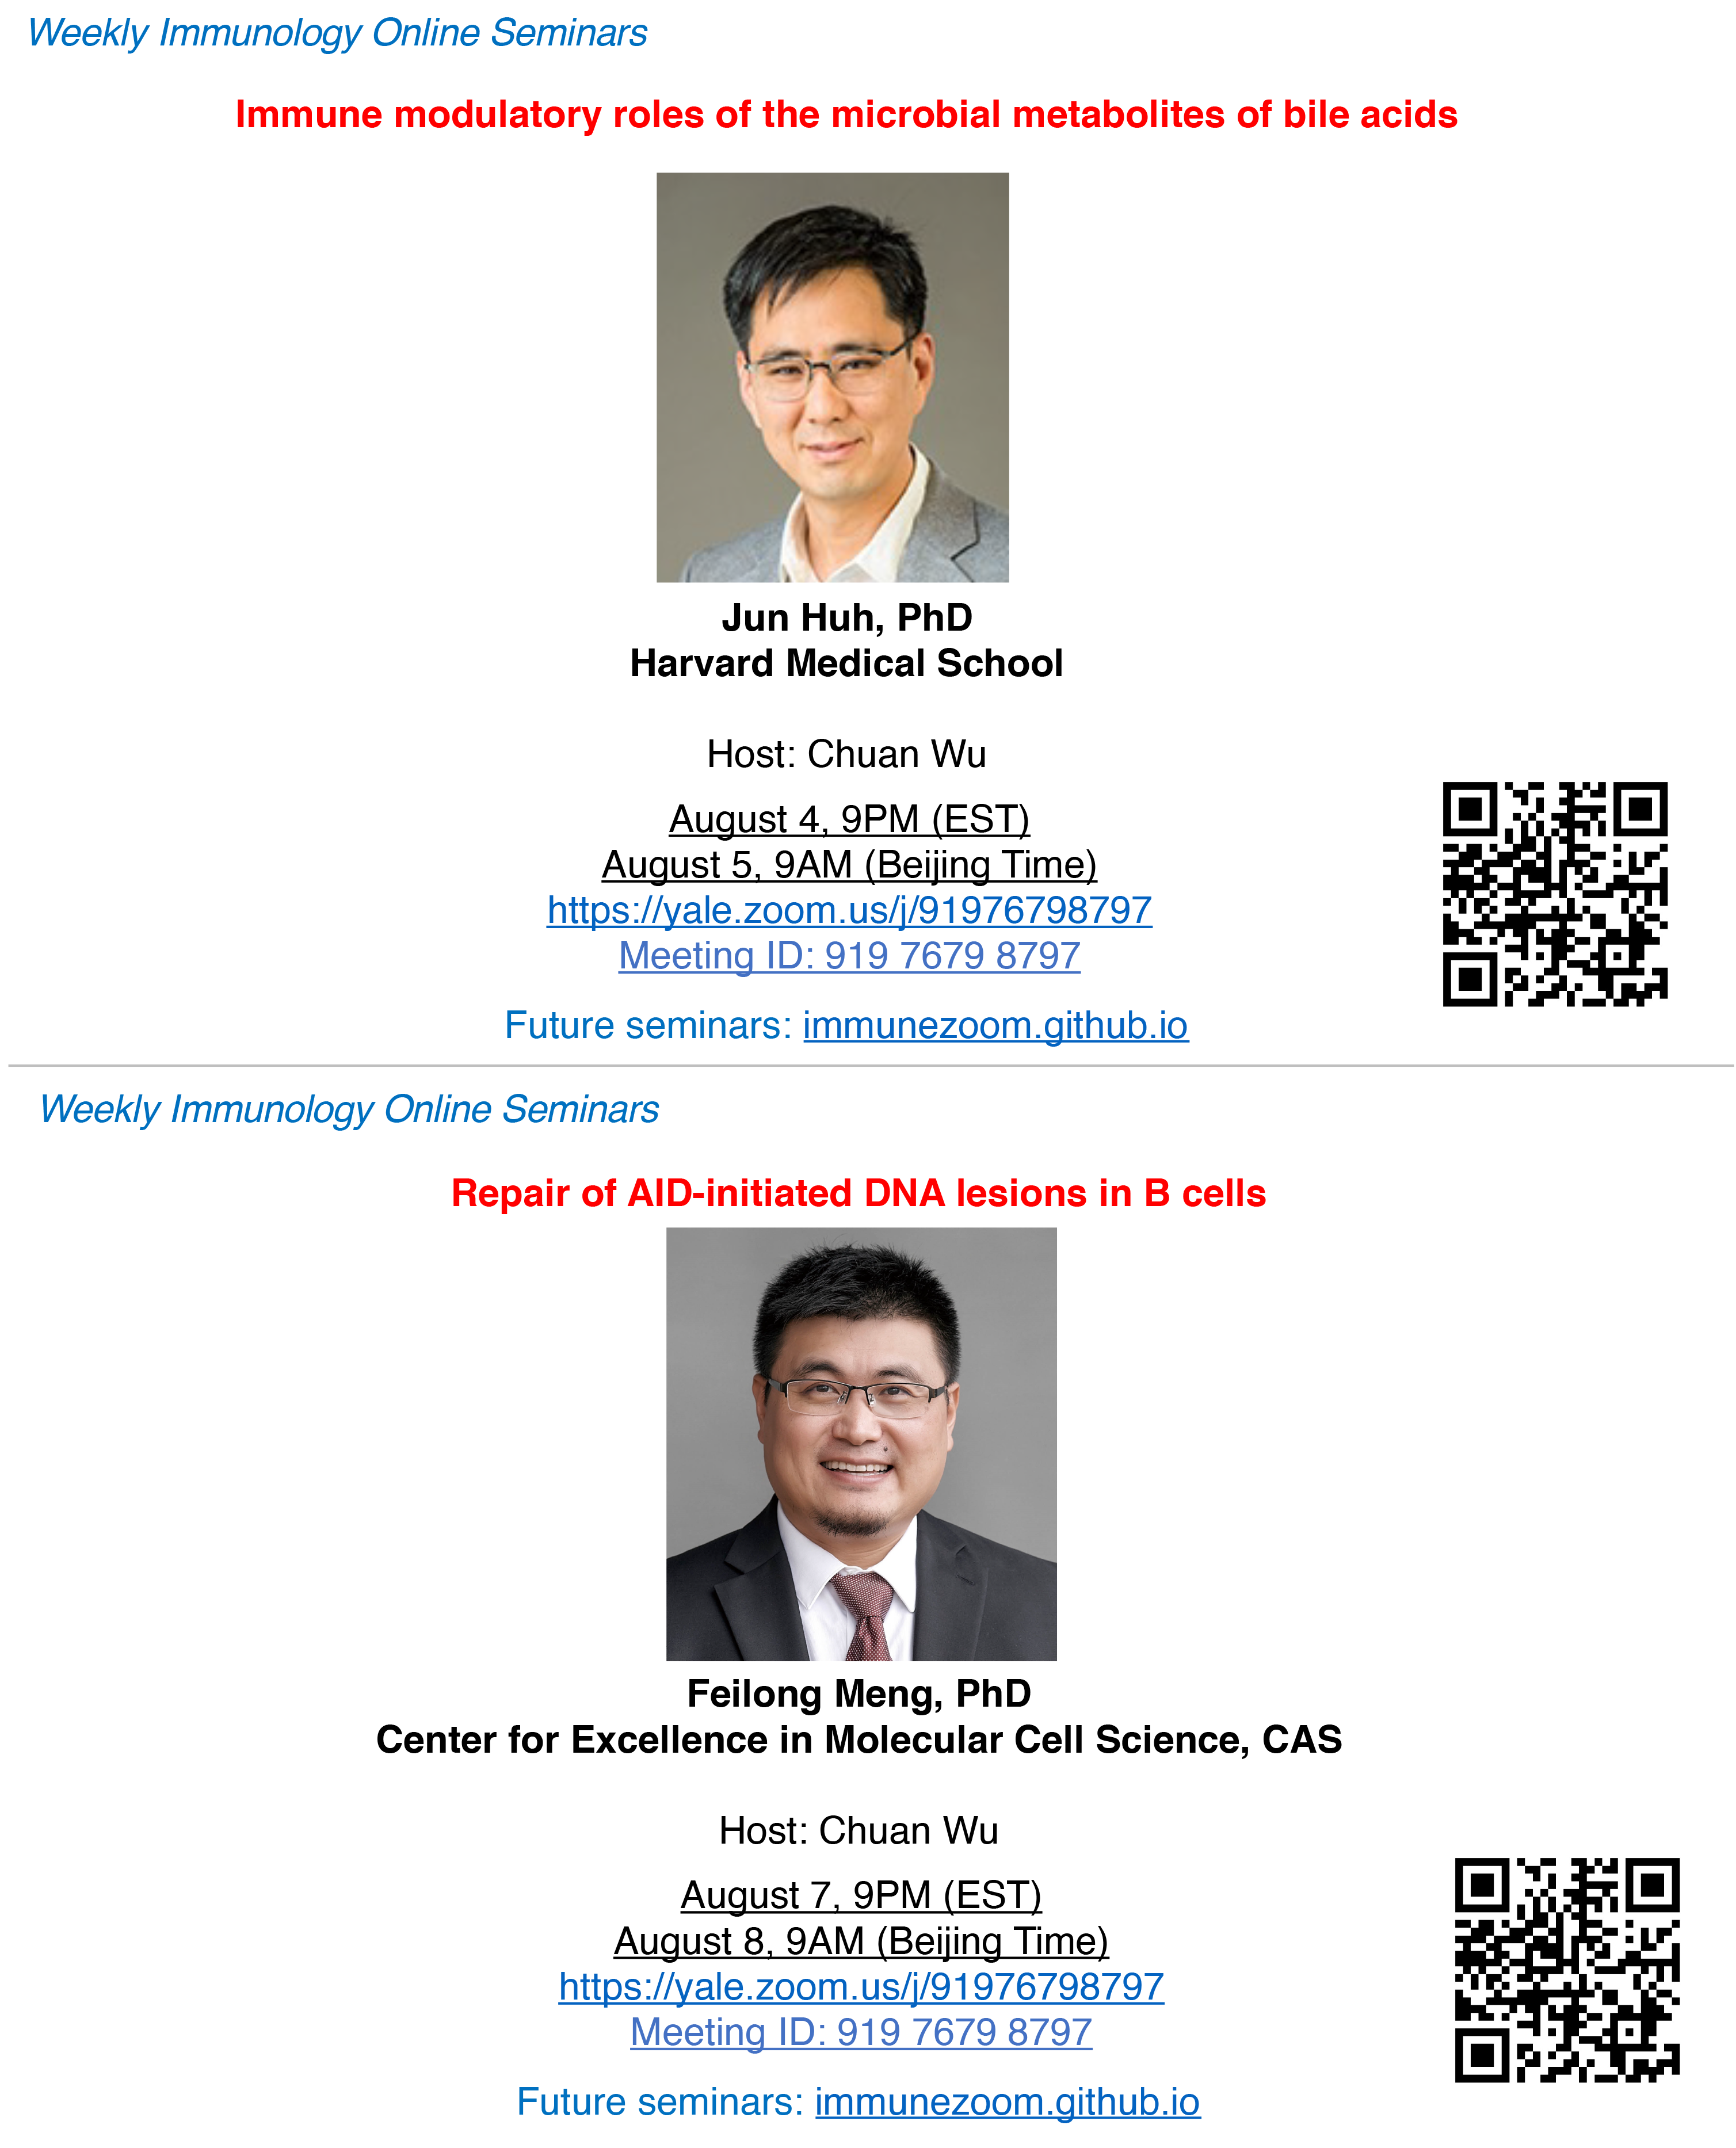 Weekly Immunology Online Seminars
Immune modulatory roles of the microbial metabolites of bile acids
Jun Huh, PhD
Harvard Medical School
Host: Chuan Wu
August 4, 9PM (EST)
August 5, 9AM (Beijing Time)
https://yale.zoom.us/j/91976798797
Meeting ID: 919 7679 8797
Future seminars: immunezoom.github.io
Weekly Immunology Online Seminars
Repair of AID-initiated DNA lesions in B cells
Feilong Meng, PhD
Center for Excellence in Molecular Cell Science, CAS
Host: Chuan Wu
August 7, 9PM (EST)
August 8, 9AM (Beijing Time)
https://yale.zoom.us/j/91976798797
Meeting ID: 919 7679 8797
Future seminars: immunezoom.github.io